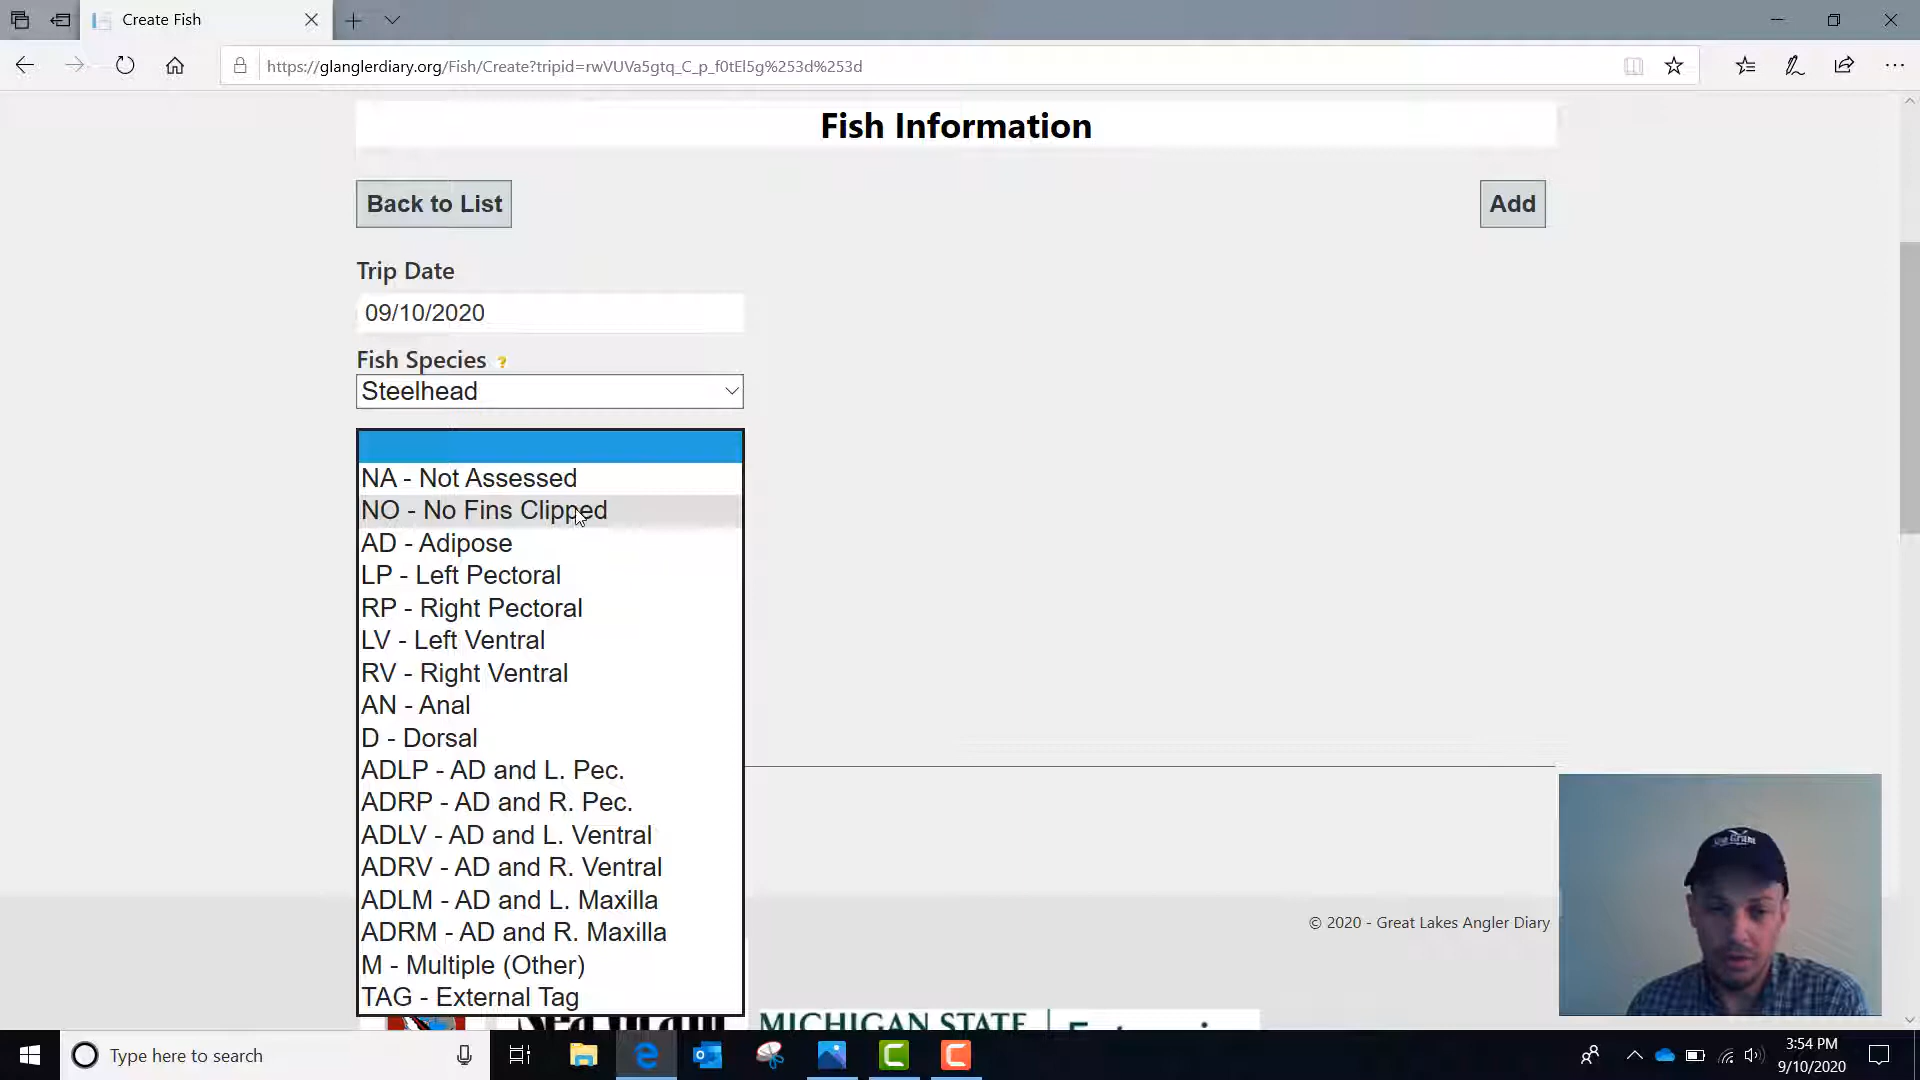 Create Fish
https://glanglerdiary.org/Fish/Create?tripid=rwVUVa5gtq_C_p_f0tEl5g%253d%253d
Fish Information
Back to List
Add
Trip Date
09/10/2020
Fish Species ?
Steelhead
NA - Not Assessed
NO - No Fins Clipped
AD - Adipose
LP - Left Pectoral
RP - Right Pectoral
LV - Left Ventral
RV - Right Ventral
AN - Anal
D - Dorsal
ADLP - AD and L. Pec.
ADRP - AD and R. Pec.
ADLV - AD and L. Ventral
ADRV - AD and R. Ventral
ADLM - AD and L. Maxilla
ADRM - AD and R. Maxilla
M - Multiple (Other)
TAG - External Tag
© 2020 - Great Lakes Angler Diary
Sea Grant
MICHIGAN STATE
Sea Grant
Type here to search
3:54 PM
9/10/2020